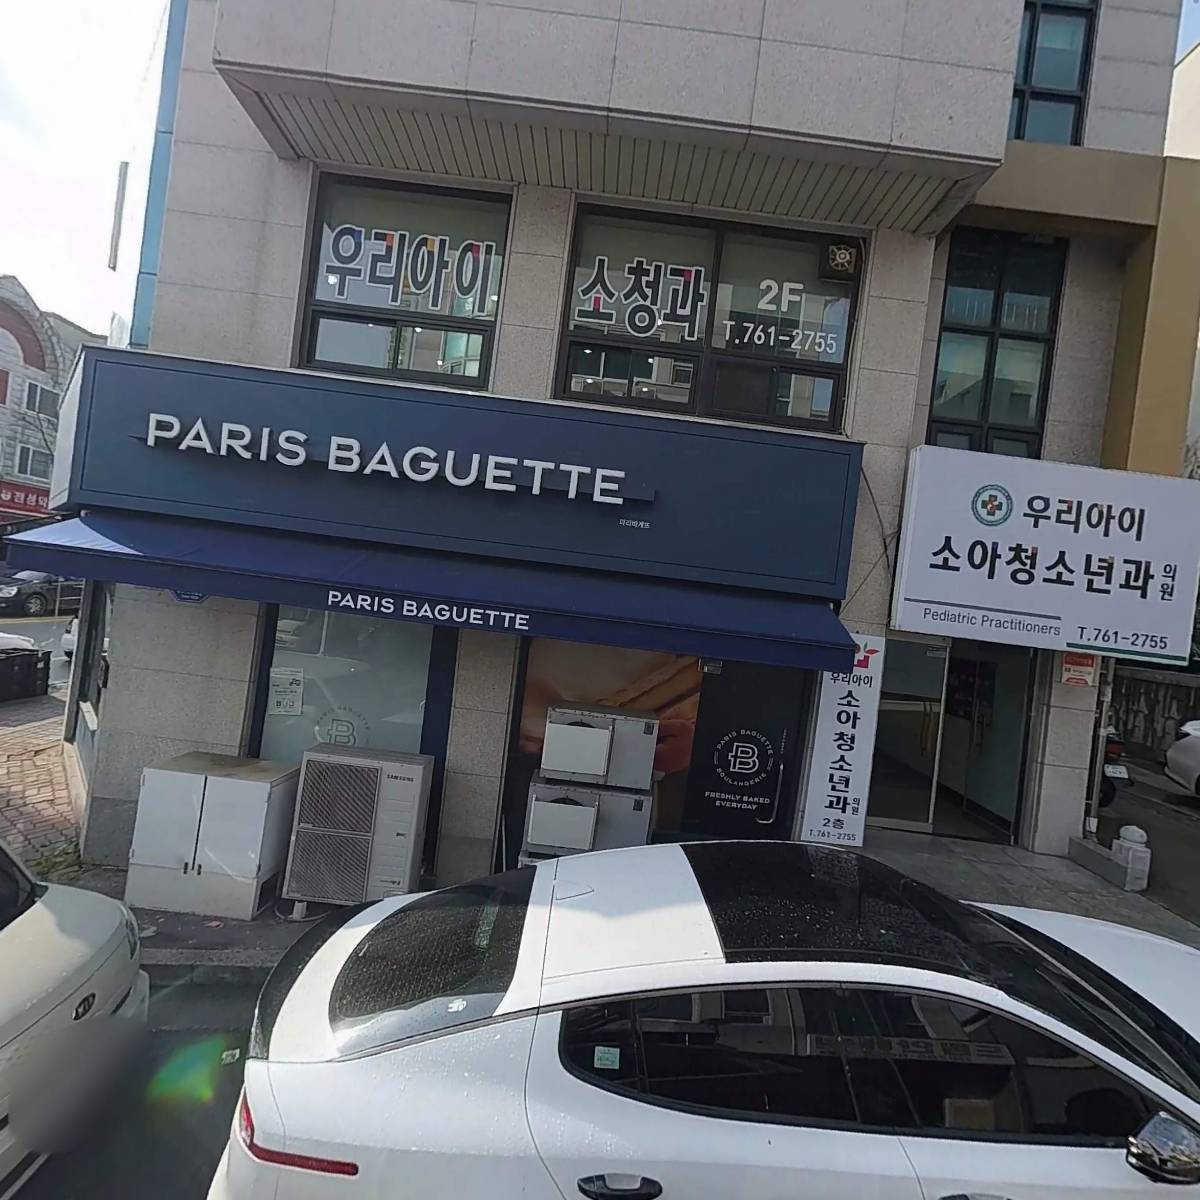 우리아이
소청과
2F
T.761-2755
PARIS BAGUETTE
파리바게뜨
PARIS BAGUETTE
우리아이
소아청소년과의원
Pediatric Practitioners
T.761-2755
우리아이
소아청소년과의원
2층
T.761-2755
PARIS BAGUETTE
B
BOULANGERIE
FRESHLY BAKED
EVERYDAY
PARIS BAGUETTE
B
SAMSUNG